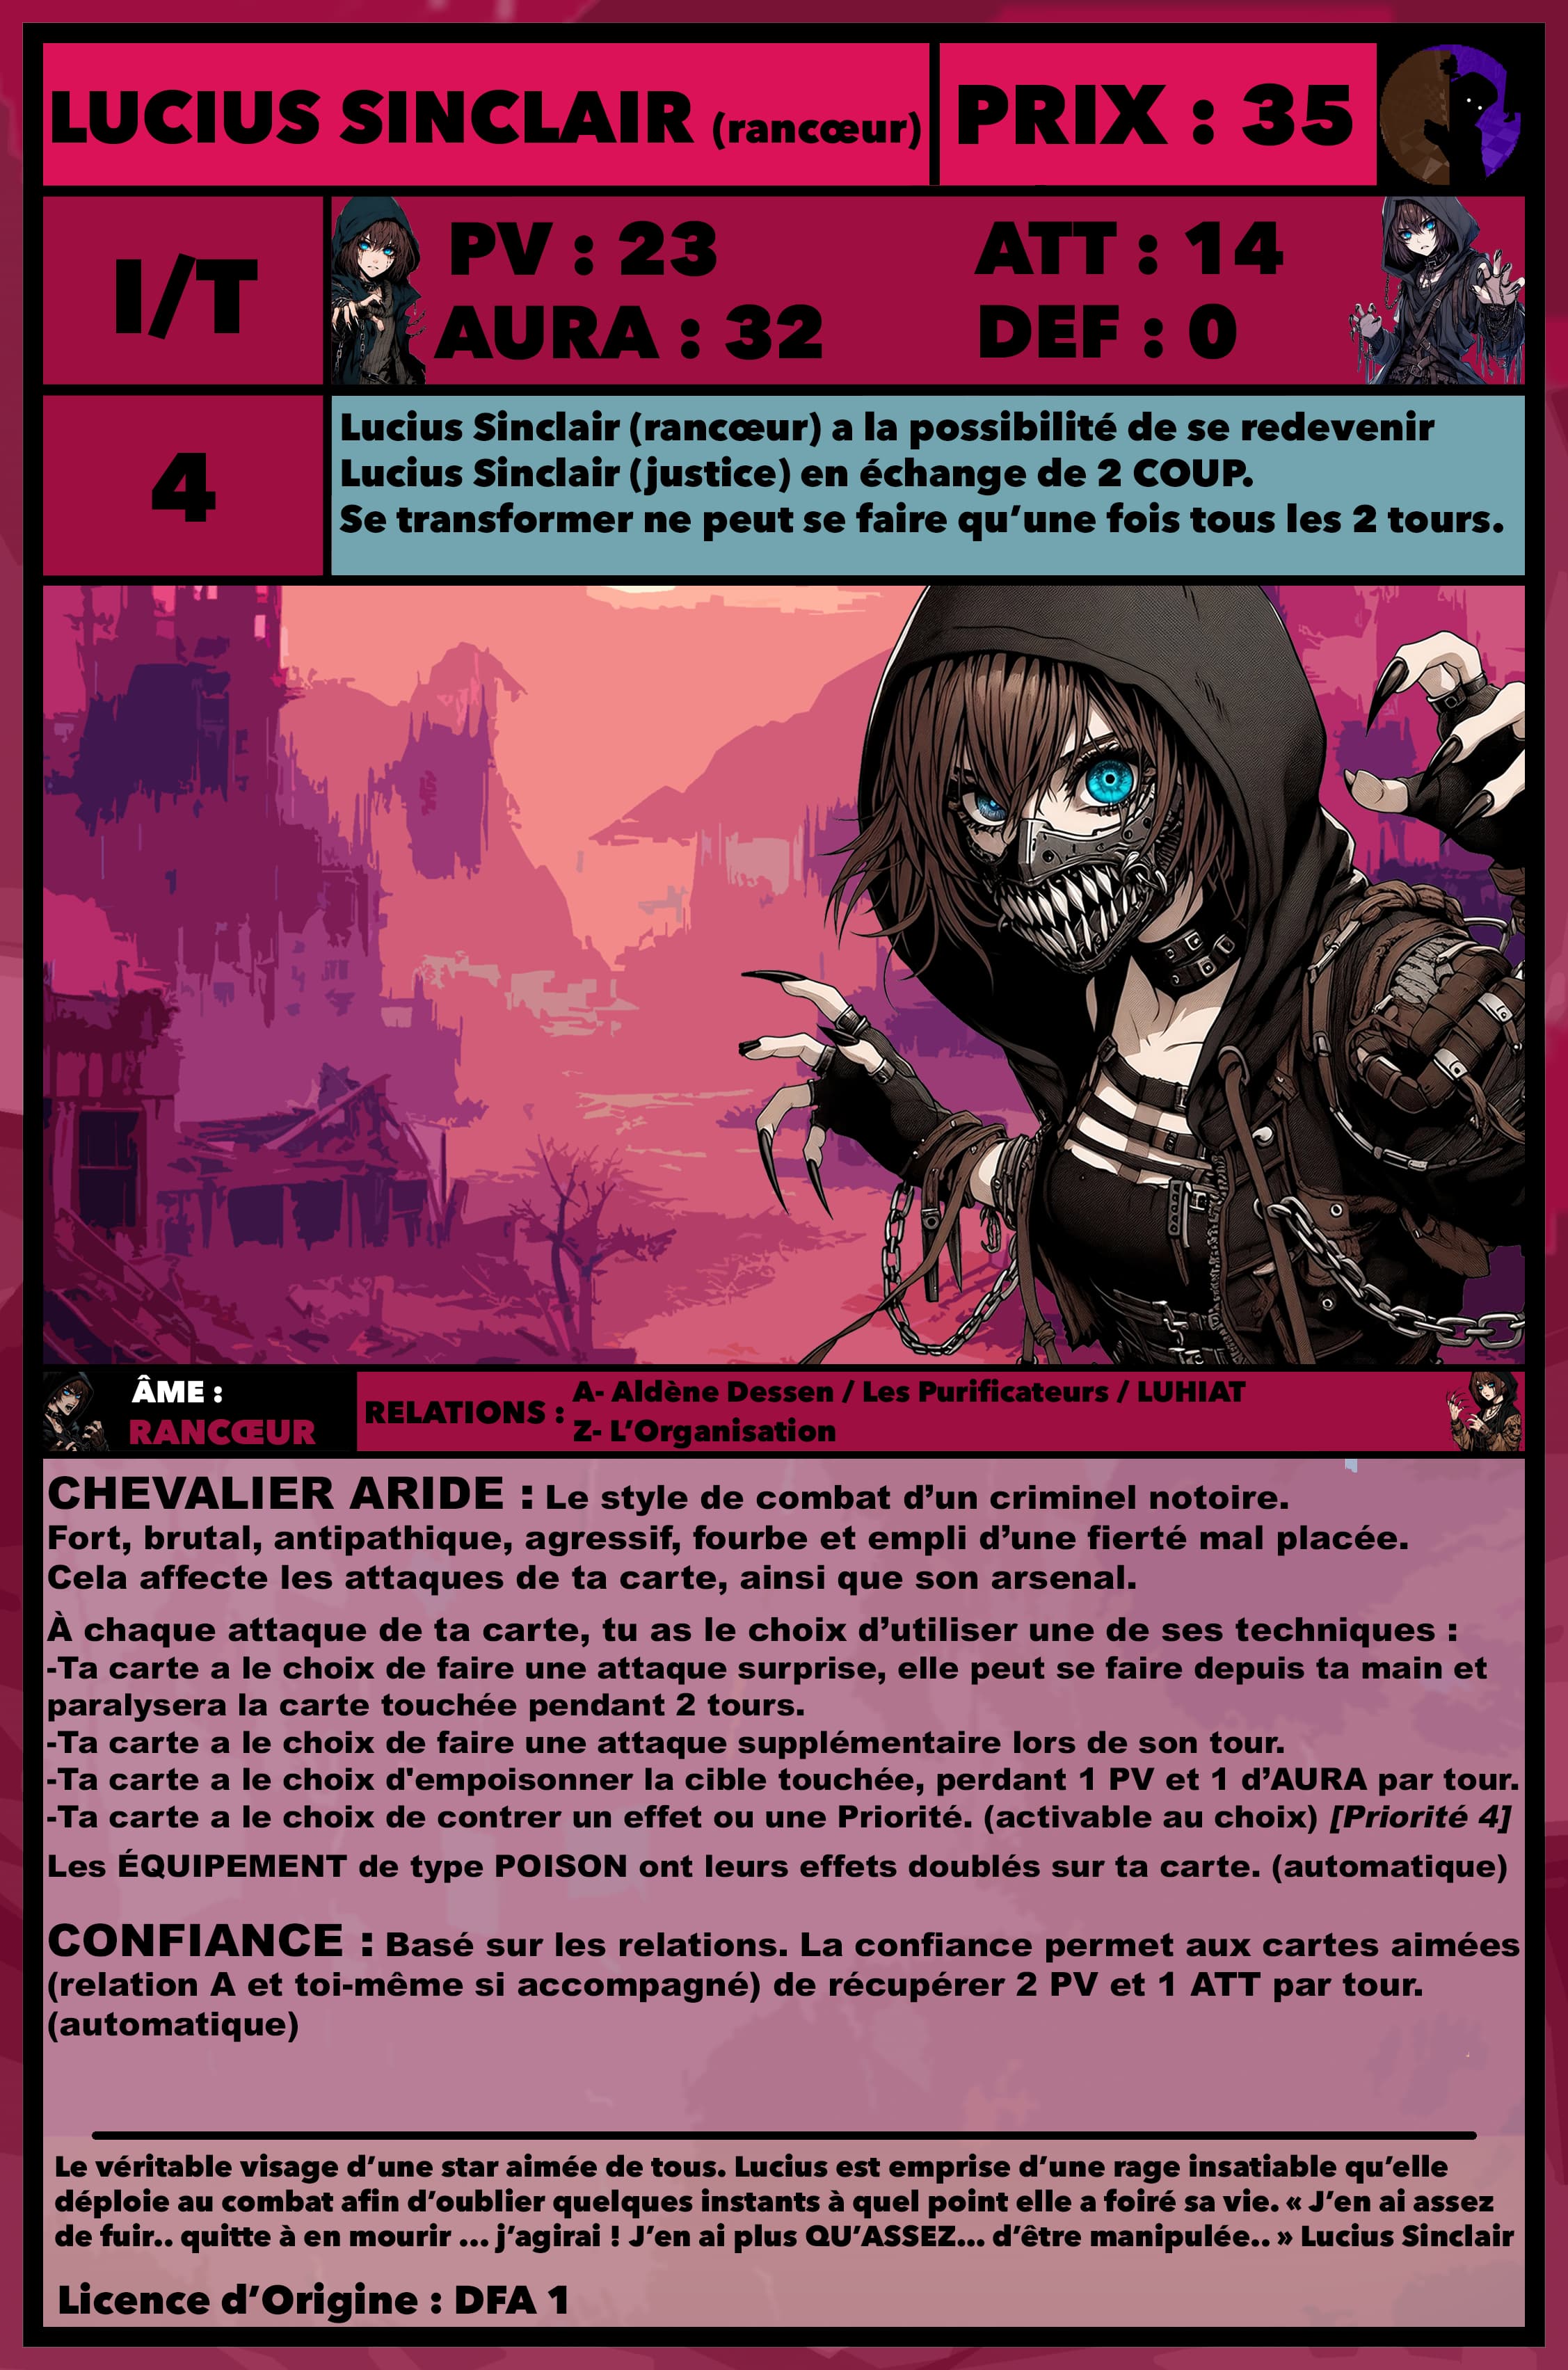 LUCIUS SINCLAIR (rancœur)
PRIX : 35
I/T
PV : 23
ATT : 14
AURA : 32
DEF : 0
4
Lucius Sinclair (rancœur) a la possibilité de se redevenir
Lucius Sinclair (justice) en échange de 2 COUP.
Se transformer ne peut se faire qu’une fois tous les 2 tours.
ÂME :
RANCŒUR
RELATIONS :
A- Aldène Dessen / Les Purificateurs / LUHIAT
Z- L’Organisation
CHEVALIER ARIDE : Le style de combat d’un criminel notoire.
Fort, brutal, antipathique, agressif, fourbe et empli d’une fierté mal placée.
Cela affecte les attaques de ta carte, ainsi que son arsenal.
À chaque attaque de ta carte, tu as le choix d’utiliser une de ses techniques :
-Ta carte a le choix de faire une attaque surprise, elle peut se faire depuis ta main et
paralysera la carte touchée pendant 2 tours.
-Ta carte a le choix de faire une attaque supplémentaire lors de son tour.
-Ta carte a le choix d'empoisonner la cible touchée, perdant 1 PV et 1 d’AURA par tour.
-Ta carte a le choix de contrer un effet ou une Priorité. (activable au choix) [Priorité 4]
Les ÉQUIPEMENT de type POISON ont leurs effets doublés sur ta carte. (automatique)
CONFIANCE : Basé sur les relations. La confiance permet aux cartes aimées
(relation A et toi-même si accompagné) de récupérer 2 PV et 1 ATT par tour.
(automatique)
Le véritable visage d’une star aimée de tous. Lucius est emprise d’une rage insatiable qu’elle
déploie au combat afin d’oublier quelques instants à quel point elle a foiré sa vie. « J’en ai assez
de fuir.. quitte à en mourir ... j’agirai ! J’en ai plus QU’ASSEZ... d’être manipulée.. » Lucius Sinclair
Licence d’Origine : DFA 1